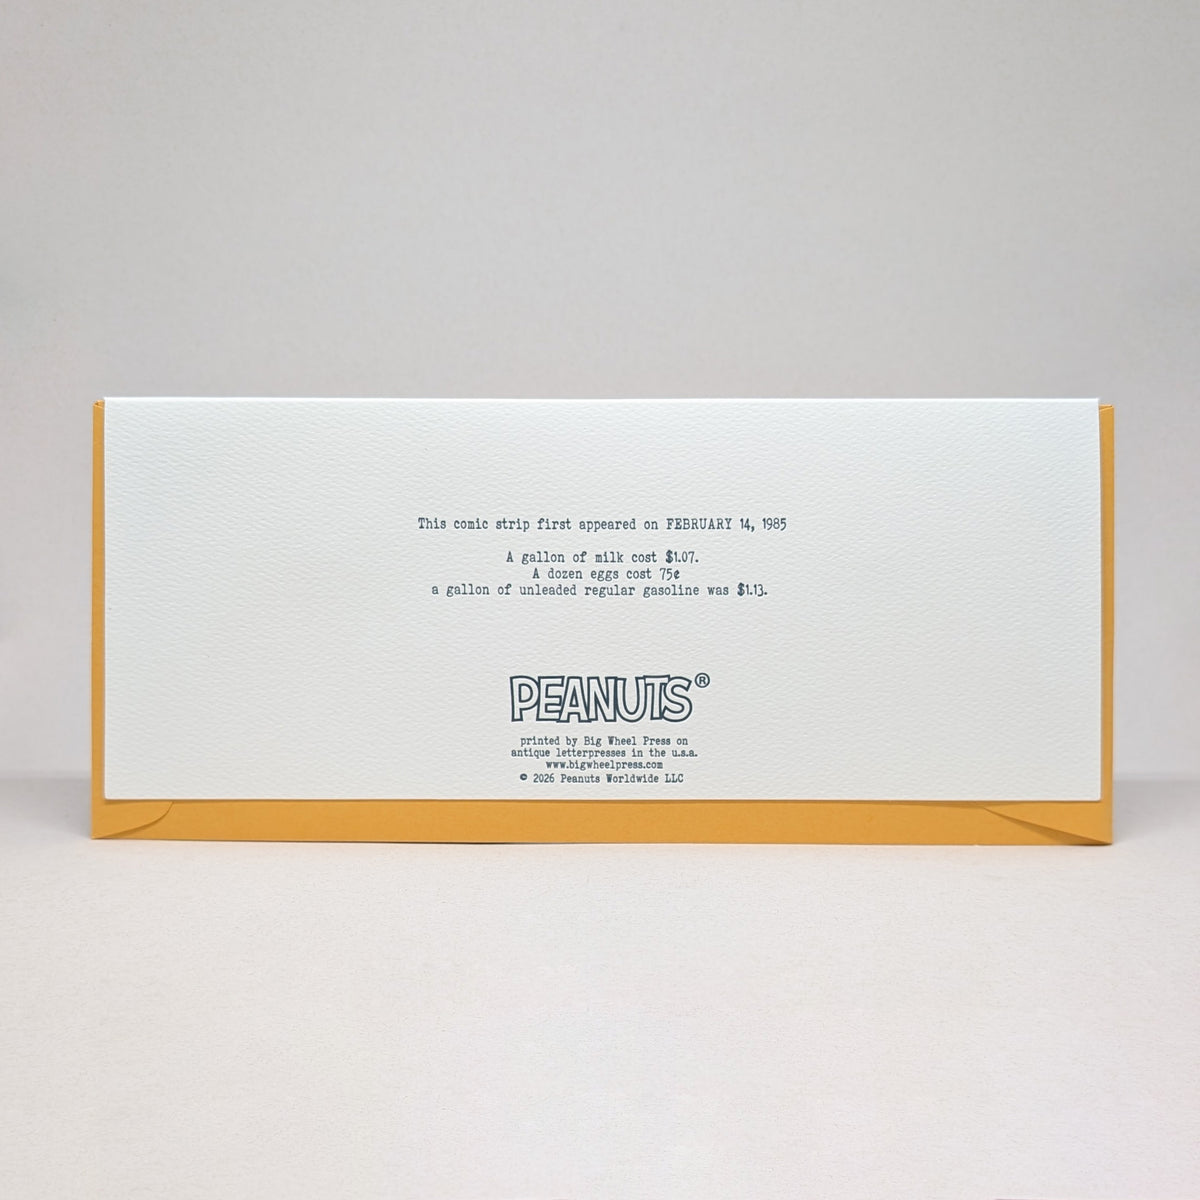 This comic strip first appeared on FEBRUARY 14, 1985
A gallon of milk cost $1.07.
A dozen eggs cost 75¢
a gallon of unleaded regular gasoline was $1.13.
PEANUTS®
printed by Big Wheel Press on
antique letterpresses in the u.s.a.
www.bigwheelpress.com
© 2026 Peanuts Worldwide LLC